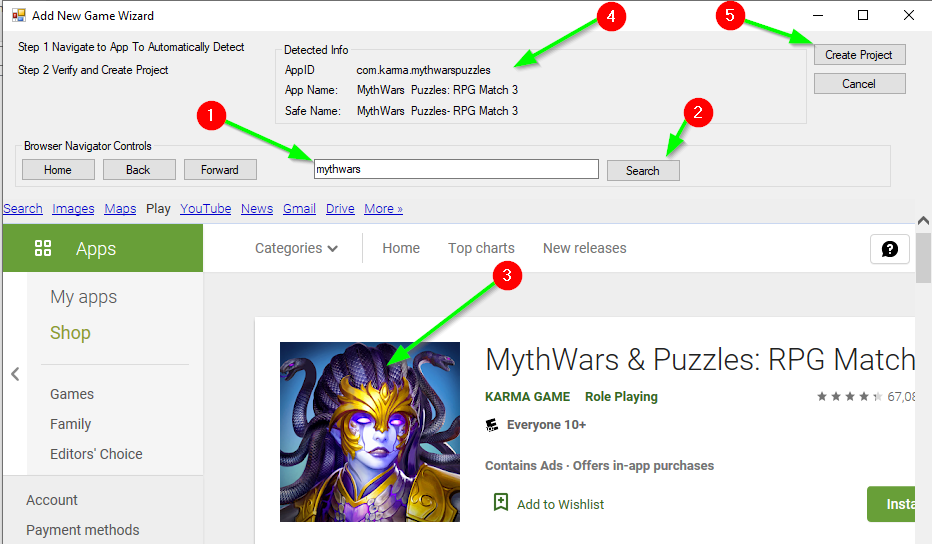 Add New Game Wizard
4
5
Step 1 Navigate to App To Automatically Detect
Step 2 Verify and Create Project
Detected Info
AppID com.karma.mythwarspuzzles
App Name: MythWars Puzzles: RPG Match 3
Safe Name: MythWars Puzzles- RPG Match 3
Create Project
Cancel
1
2
Browser Navigator Controls
Home Back Forward mythwars Search
Search Images Maps Play YouTube News Gmail Drive More »
Apps Categories Home Top charts New releases ?
3
My apps
Shop
Games
Family
Editors' Choice
Account
Payment methods
MythWars & Puzzles: RPG Match
KARMA GAME Role Playing
67,08
Everyone 10+
Contains Ads · Offers in-app purchases
Add to Wishlist
Insta